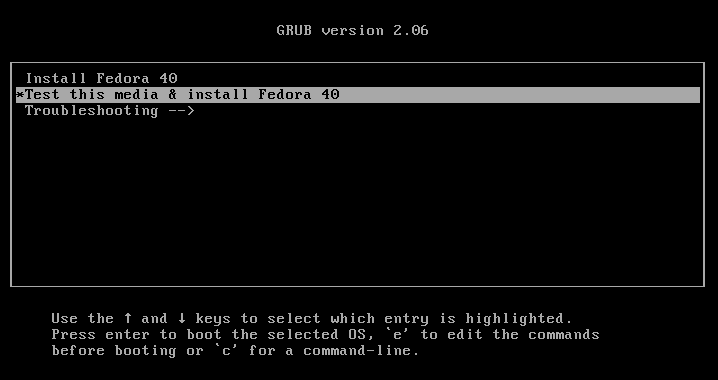 GRUB version 2.06
Install Fedora 40
*Test this media & install Fedora 40
Troubleshooting -->
Use the ↑ and ↓ keys to select which entry is highlighted.
Press enter to boot the selected OS, `e' to edit the commands
before booting or `c' for a command-line.